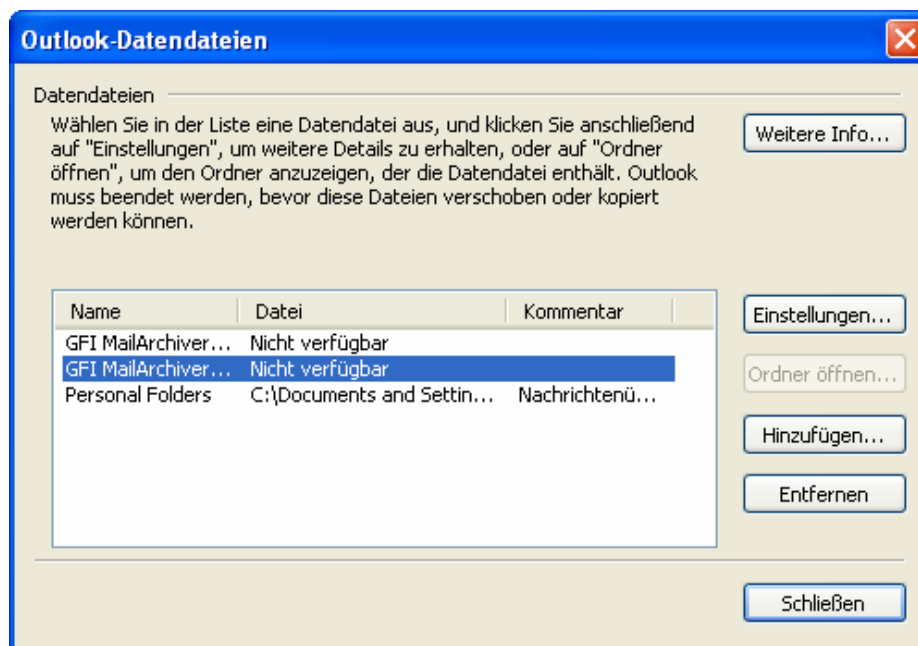 Outlook-Datendateien
Datendateien
Wählen Sie in der Liste eine Datendatei aus, und klicken Sie anschließend
auf "Einstellungen", um weitere Details zu erhalten, oder auf "Ordner
öffnen", um den Ordner anzuzeigen, der die Datendatei enthält. Outlook
muss beendet werden, bevor diese Dateien verschoben oder kopiert
werden können.
Weitere Info...
Name Datei Kommentar
GFI MailArchiver... Nicht verfügbar
GFI MailArchiver... Nicht verfügbar
Personal Folders C:\Documents and Settin... Nachrichtenü...
Einstellungen...
Ordner öffnen...
Hinzufügen...
Entfernen
Schließen